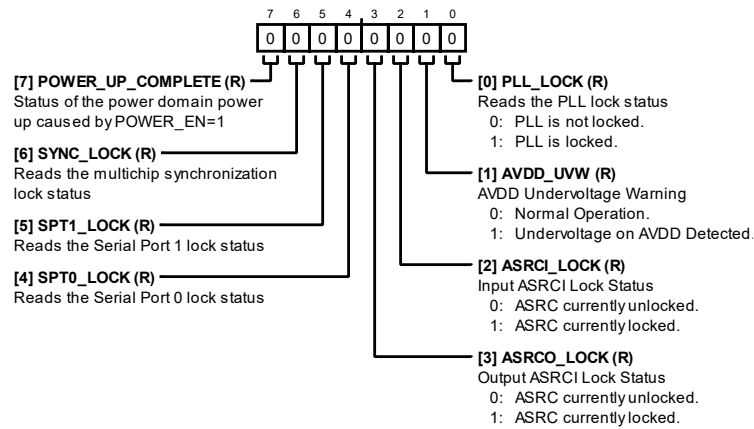 7 6 5 4 3 2 1 0
0 0 0 0 0 0 0 0
[7] POWER_UP_COMPLETE (R)
Status of the power domain power
up caused by POWER_EN=1
[6] SYNC_LOCK (R)
Reads the multichip synchronization
lock status
[5] SPT1_LOCK (R)
Reads the Serial Port 1 lock status
[4] SPT0_LOCK (R)
Reads the Serial Port 0 lock status
[0] PLL_LOCK (R)
Reads the PLL lock status
0: PLL is not locked.
1: PLL is locked.
[1] AVDD_UVW (R)
AVDD Undervoltage Warning
0: Normal Operation.
1: Undervoltage on AVDD Detected.
[2] ASRCI_LOCK (R)
Input ASRCI Lock Status
0: ASRC currently unlocked.
1: ASRC currently locked.
[3] ASRCO_LOCK (R)
Output ASRCI Lock Status
0: ASRC currently unlocked.
1: ASRC currently locked.